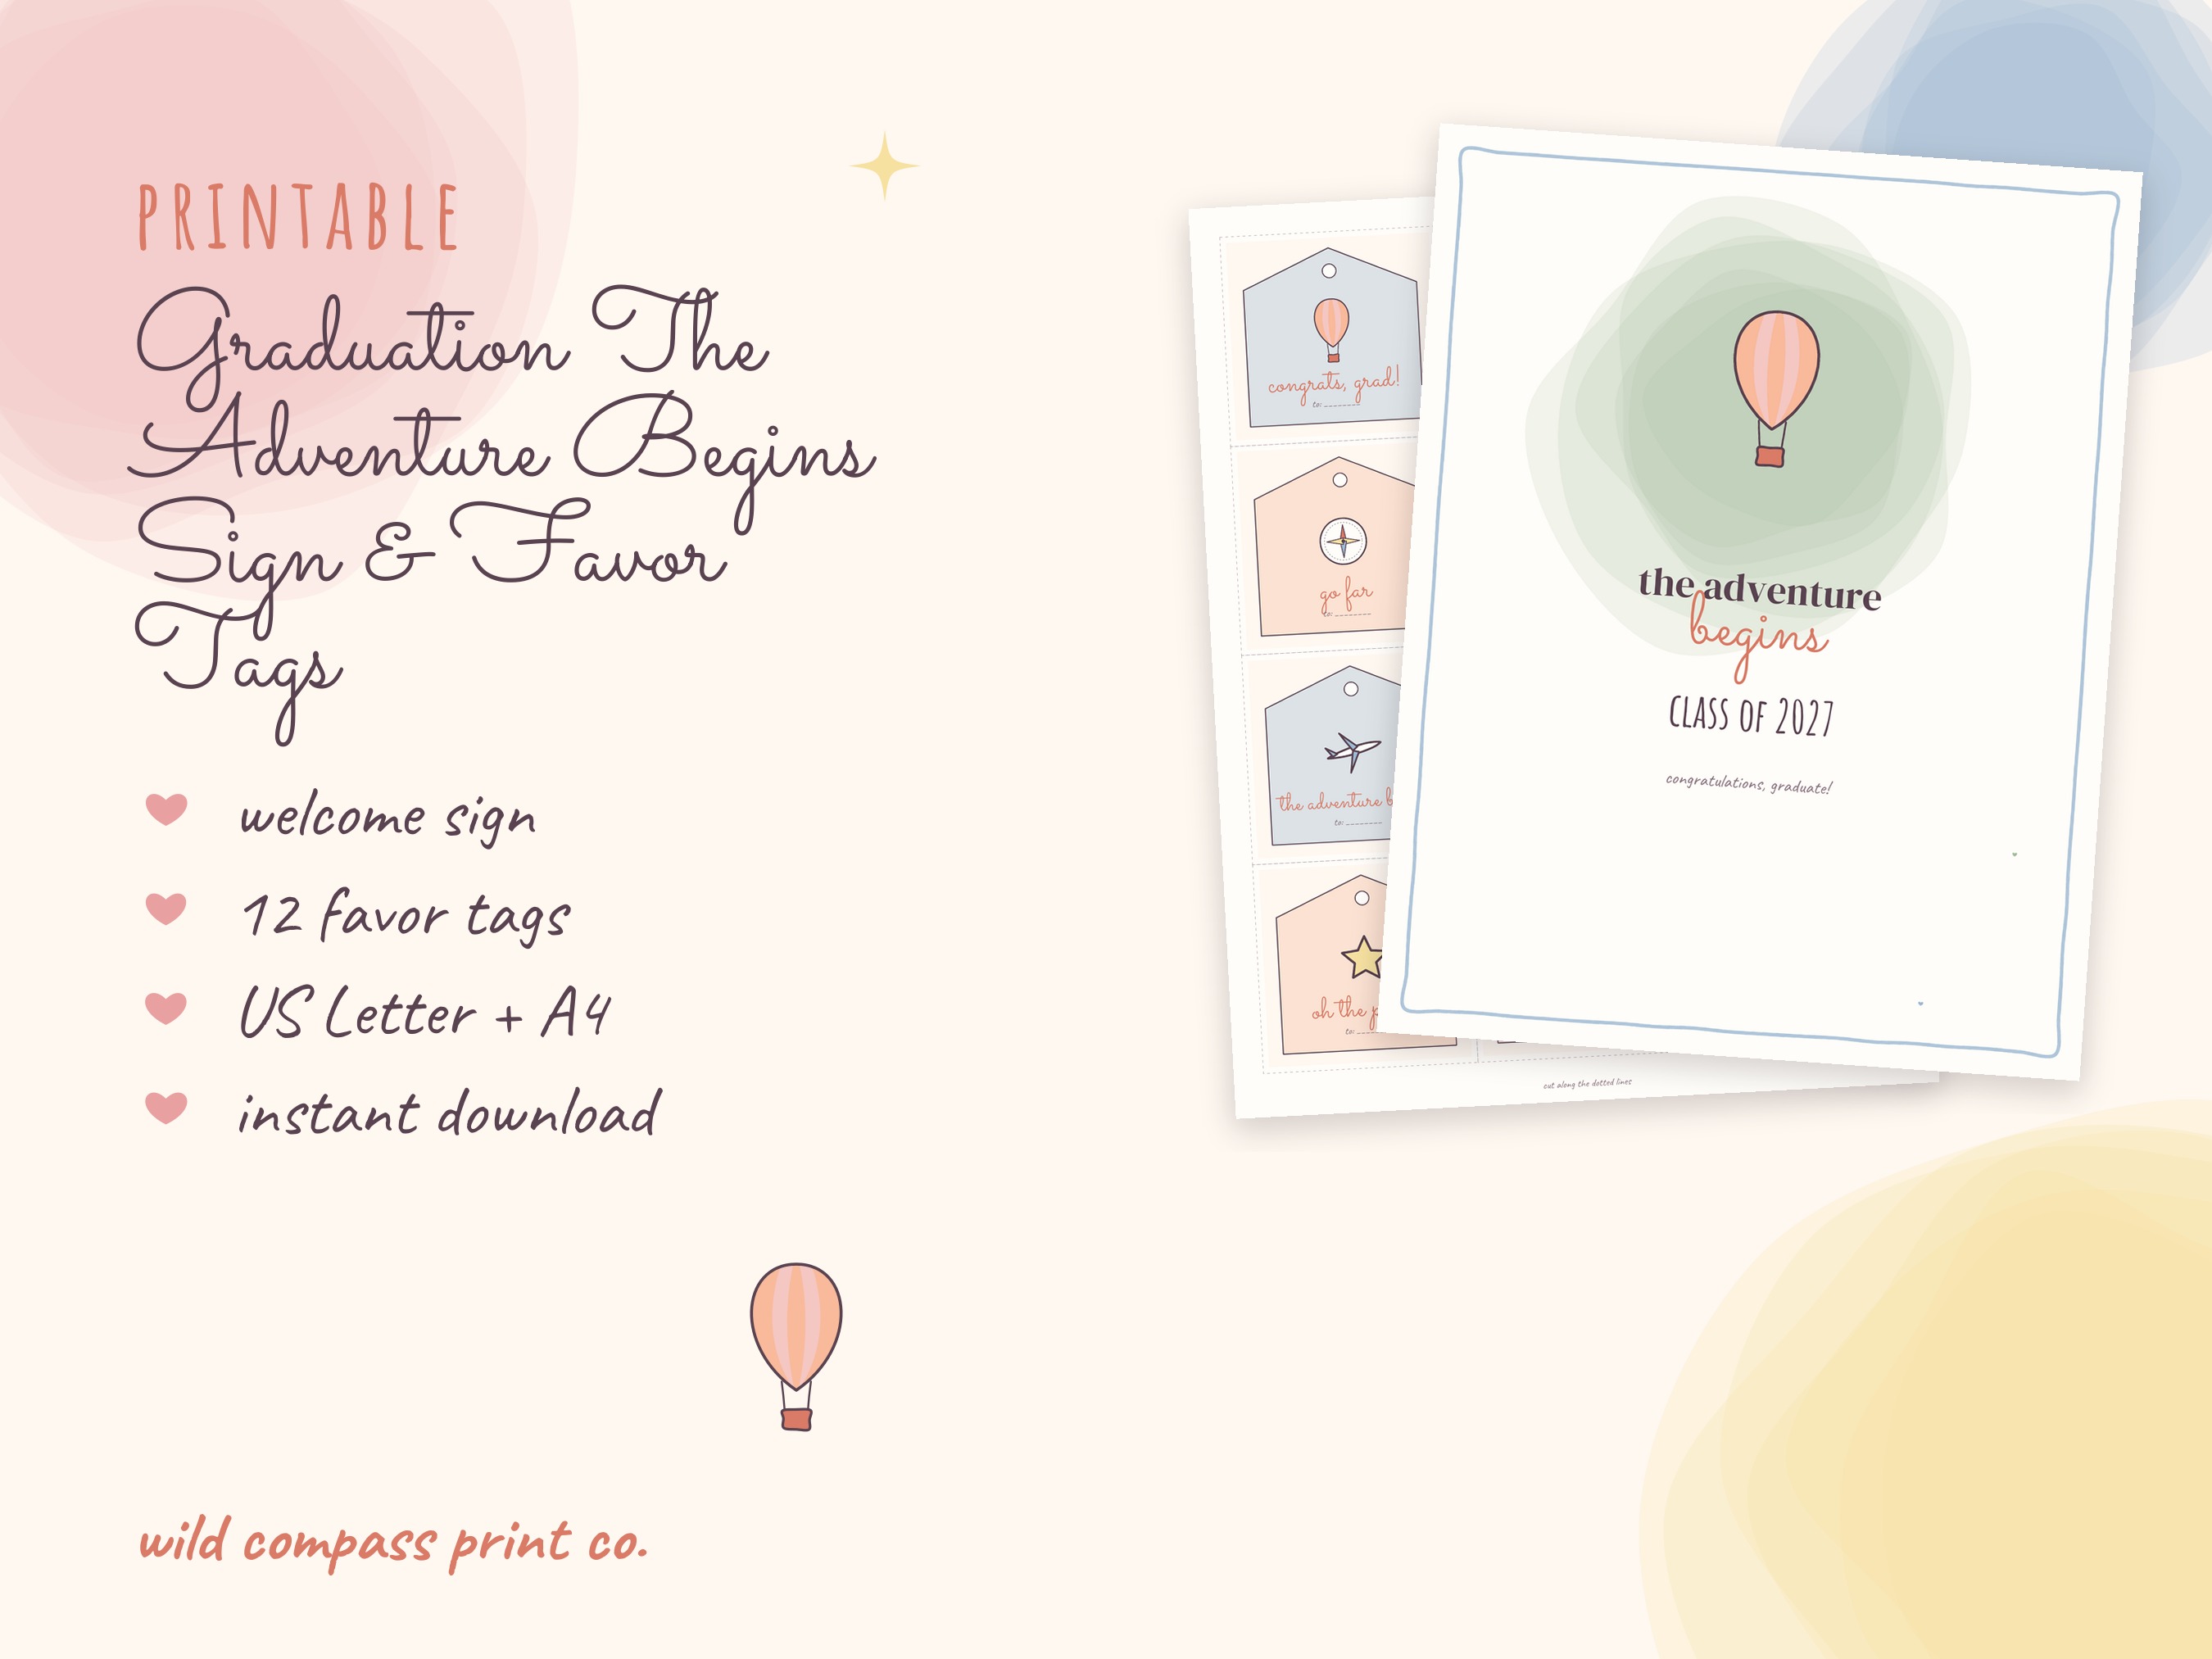 PRINTABLE
Graduation The
Adventure Begins
Sign & Favor
Tags
welcome sign
12 favor tags
US Letter + A4
instant download
wild compass print co.
congrats, grad!
to:
go far
to:
the adventure
to:
oh the
to:
cut along the dotted lines
the adventure
begins
CLASS OF 2027
congratulations, graduate!